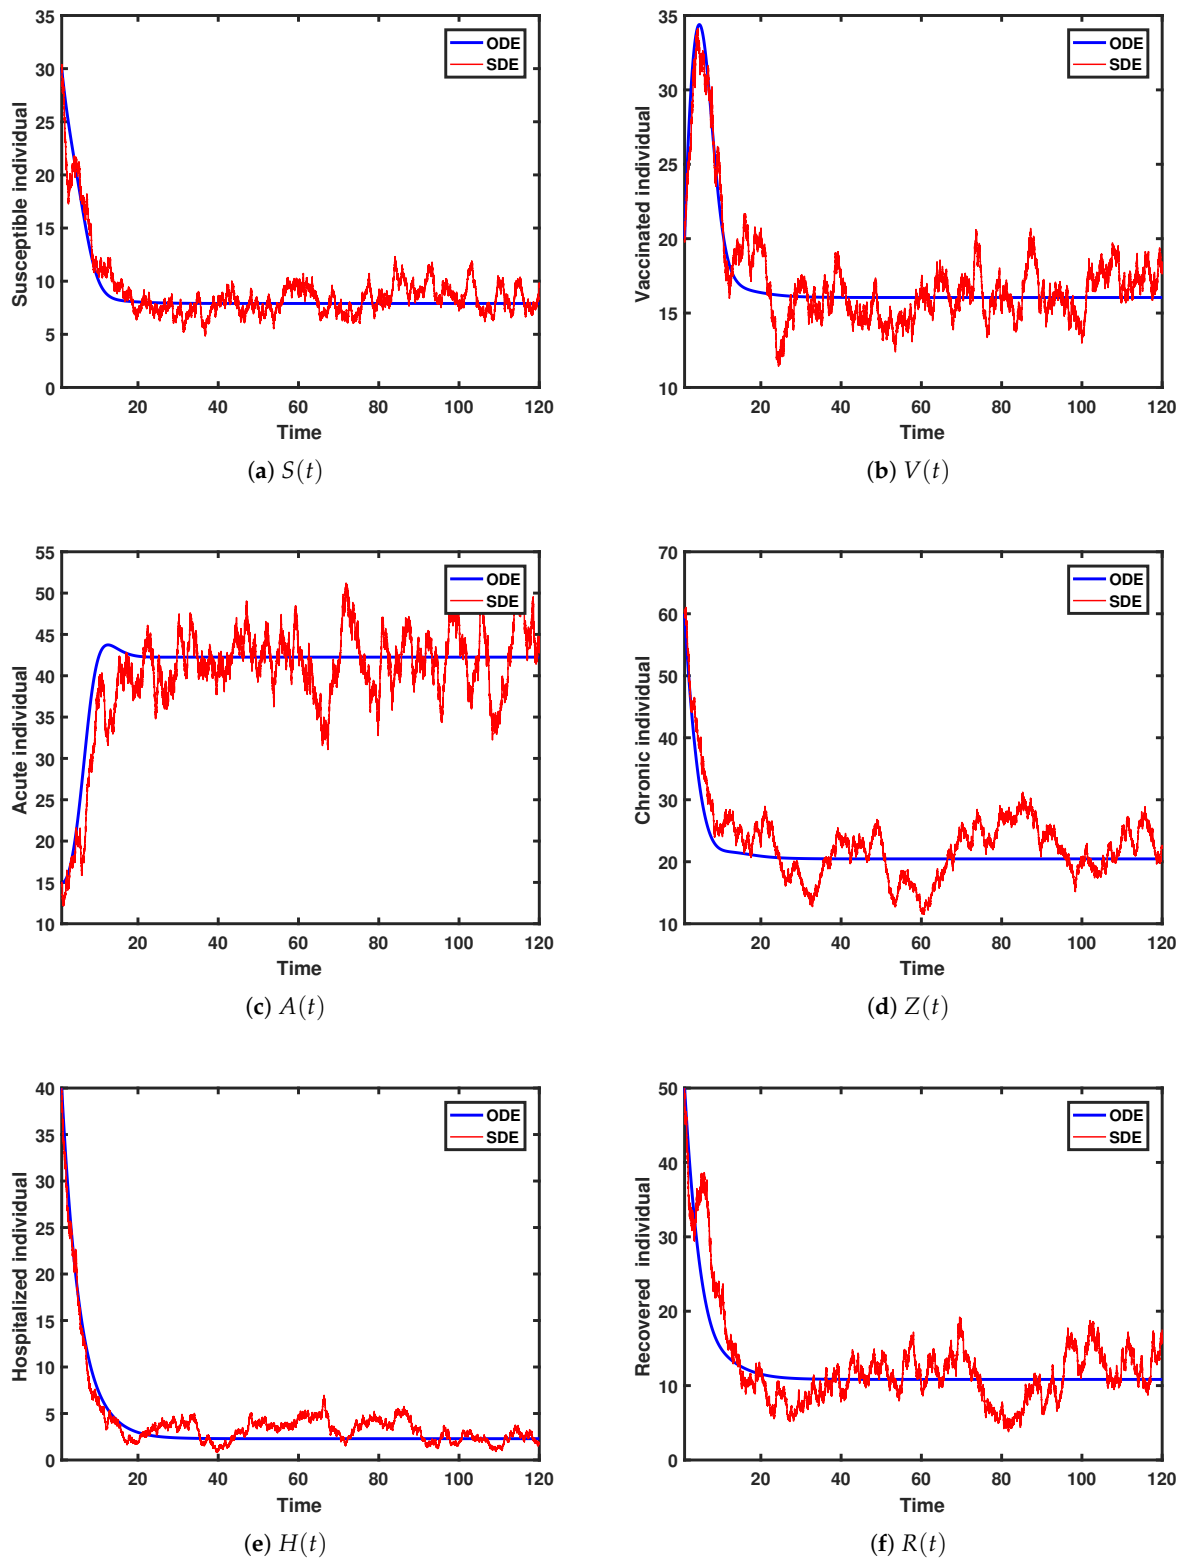 35
30
25
20
15
10
5
0
Susceptible individual
ODE
SDE
20 40 60 80 100 120
Time
(a) S(t)
35
30
25
20
15
10
Vaccinated individual
ODE
SDE
20 40 60 80 100 120
Time
(b) V(t)
55
50
45
40
35
30
25
20
15
10
Acute individual
ODE
SDE
20 40 60 80 100 120
Time
(c) A(t)
70
60
50
40
30
20
10
Chronic individual
ODE
SDE
20 40 60 80 100 120
Time
(d) Z(t)
40
35
30
25
20
15
10
5
0
Hospitalized individual
ODE
SDE
20 40 60 80 100 120
Time
(e) H(t)
50
40
30
20
10
0
Recovered individual
ODE
SDE
20 40 60 80 100 120
Time
(f) R(t)